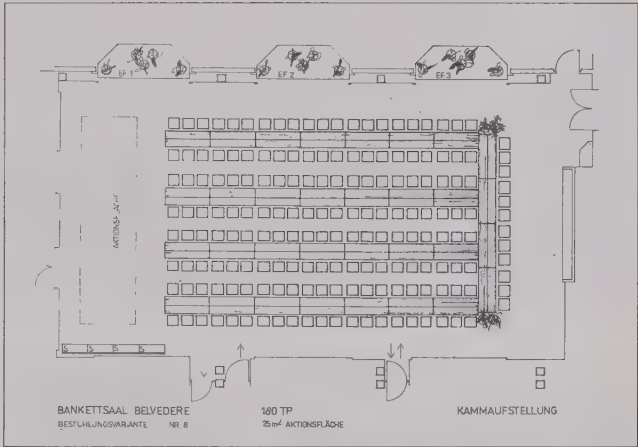 EF 1
EF 2
EF 3
AKTIONSFLÄCHE
S S S S
BANKETTSAAL BELVEDERE
BESTUHLUNGSVARIANTE NR 8
180 TP
25m² AKTIONSFLÄCHE
KAMMAUFSTELLUNG